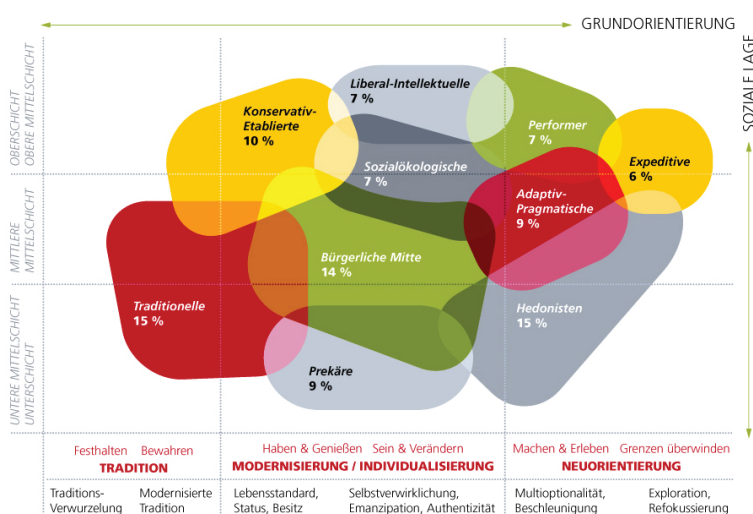 GRUNDORIENTIERUNG
SOZIALE LAGE
OBERSCHICHT
OBERE MITTELSCHICHT
MITTLERE
MITTELSCHICHT
UNTERE MITTELSCHICHT
UNTERSCHICHT
Liberal-Intellektuelle
7 %
Konservativ-
Etablierte
10 %
Performer
7 %
Sozialökologische
7 %
Expeditive
6 %
Adaptiv-
Pragmatische
9 %
Bürgerliche Mitte
14 %
Traditionelle
15 %
Hedonisten
15 %
Prekäre
9 %
Festhalten Bewahren
TRADITION
Haben & Genießen Sein & Verändern
MODERNISIERUNG / INDIVIDUALISIERUNG
Machen & Erleben Grenzen überwinden
NEUORIENTIERUNG
Traditions-
Verwurzelung
Modernisierte
Tradition
Lebensstandard,
Status, Besitz
Selbstverwirklichung,
Emanzipation, Authentizität
Multioptionalität,
Beschleunigung
Exploration,
Refokussierung